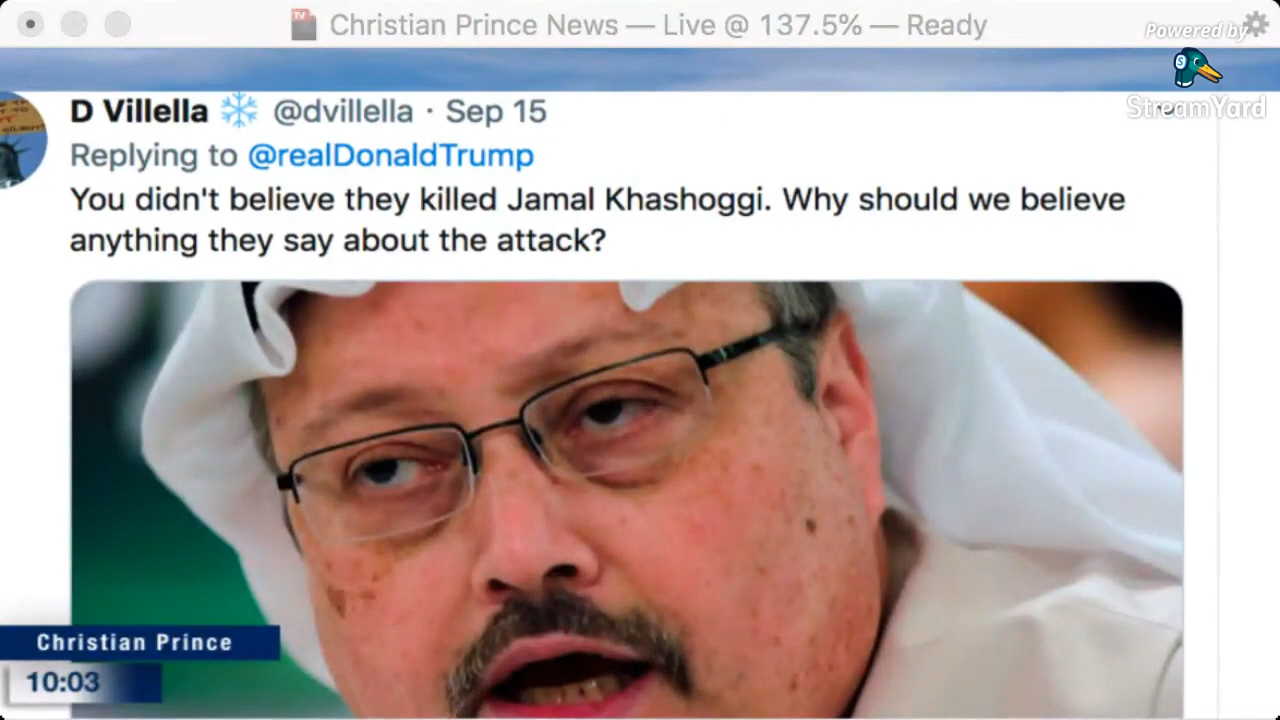 Christian Prince News — Live @ 137.5% — Ready
Powered by
StreamYard
D Villella ❄️ @dvillella · Sep 15
Replying to @realDonaldTrump
You didn't believe they killed Jamal Khashoggi. Why should we believe
anything they say about the attack?
Christian Prince
10:03